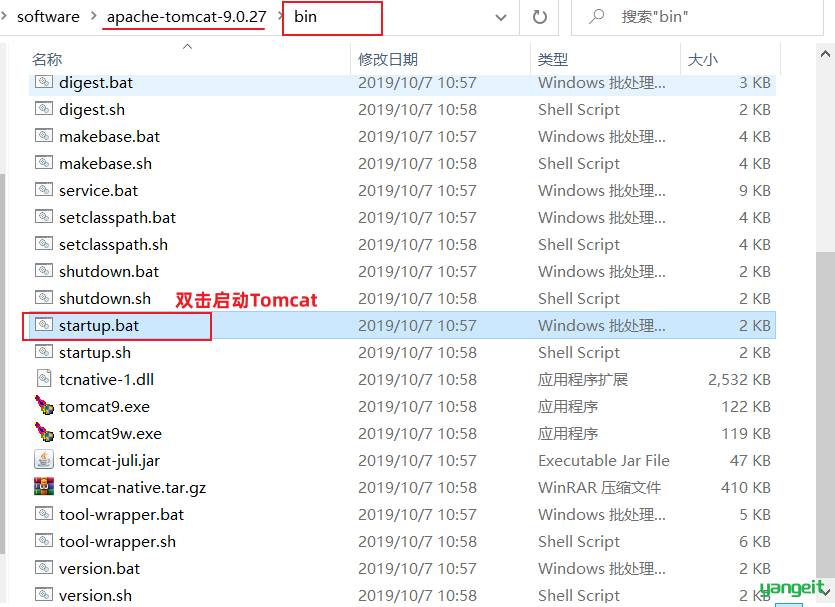 software apache-tomcat-9.0.27 bin 搜索"bin"
名称 修改日期 类型 大小
digest.bat 2019/10/7 10:57 Windows 批处理... 3 KB
digest.sh 2019/10/7 10:58 Shell Script 2 KB
makebase.bat 2019/10/7 10:57 Windows 批处理... 4 KB
makebase.sh 2019/10/7 10:58 Shell Script 4 KB
service.bat 2019/10/7 10:57 Windows 批处理... 9 KB
setclasspath.bat 2019/10/7 10:57 Windows 批处理... 4 KB
setclasspath.sh 2019/10/7 10:58 Shell Script 4 KB
shutdown.bat 2019/10/7 10:57 Windows 批处理... 2 KB
shutdown.sh 2019/10/7 10:58 Shell Script 2 KB
双击启动Tomcat
startup.bat 2019/10/7 10:57 Windows 批处理... 2 KB
startup.sh 2019/10/7 10:58 Shell Script 2 KB
tcnative-1.dll 2019/10/7 10:58 应用程序扩展 2,532 KB
tomcat9.exe 2019/10/7 10:58 应用程序 122 KB
tomcat9w.exe 2019/10/7 10:58 应用程序 119 KB
tomcat-juli.jar 2019/10/7 10:57 Executable Jar File 47 KB
tomcat-native.tar.gz 2019/10/7 10:58 WinRAR 压缩文件 410 KB
tool-wrapper.bat 2019/10/7 10:57 Windows 批处理... 5 KB
tool-wrapper.sh 2019/10/7 10:58 Shell Script 6 KB
version.bat 2019/10/7 10:57 Windows 批处理... 2 KB
version.sh 2019/10/7 10:58 Shell Script 2 KB
yangeit